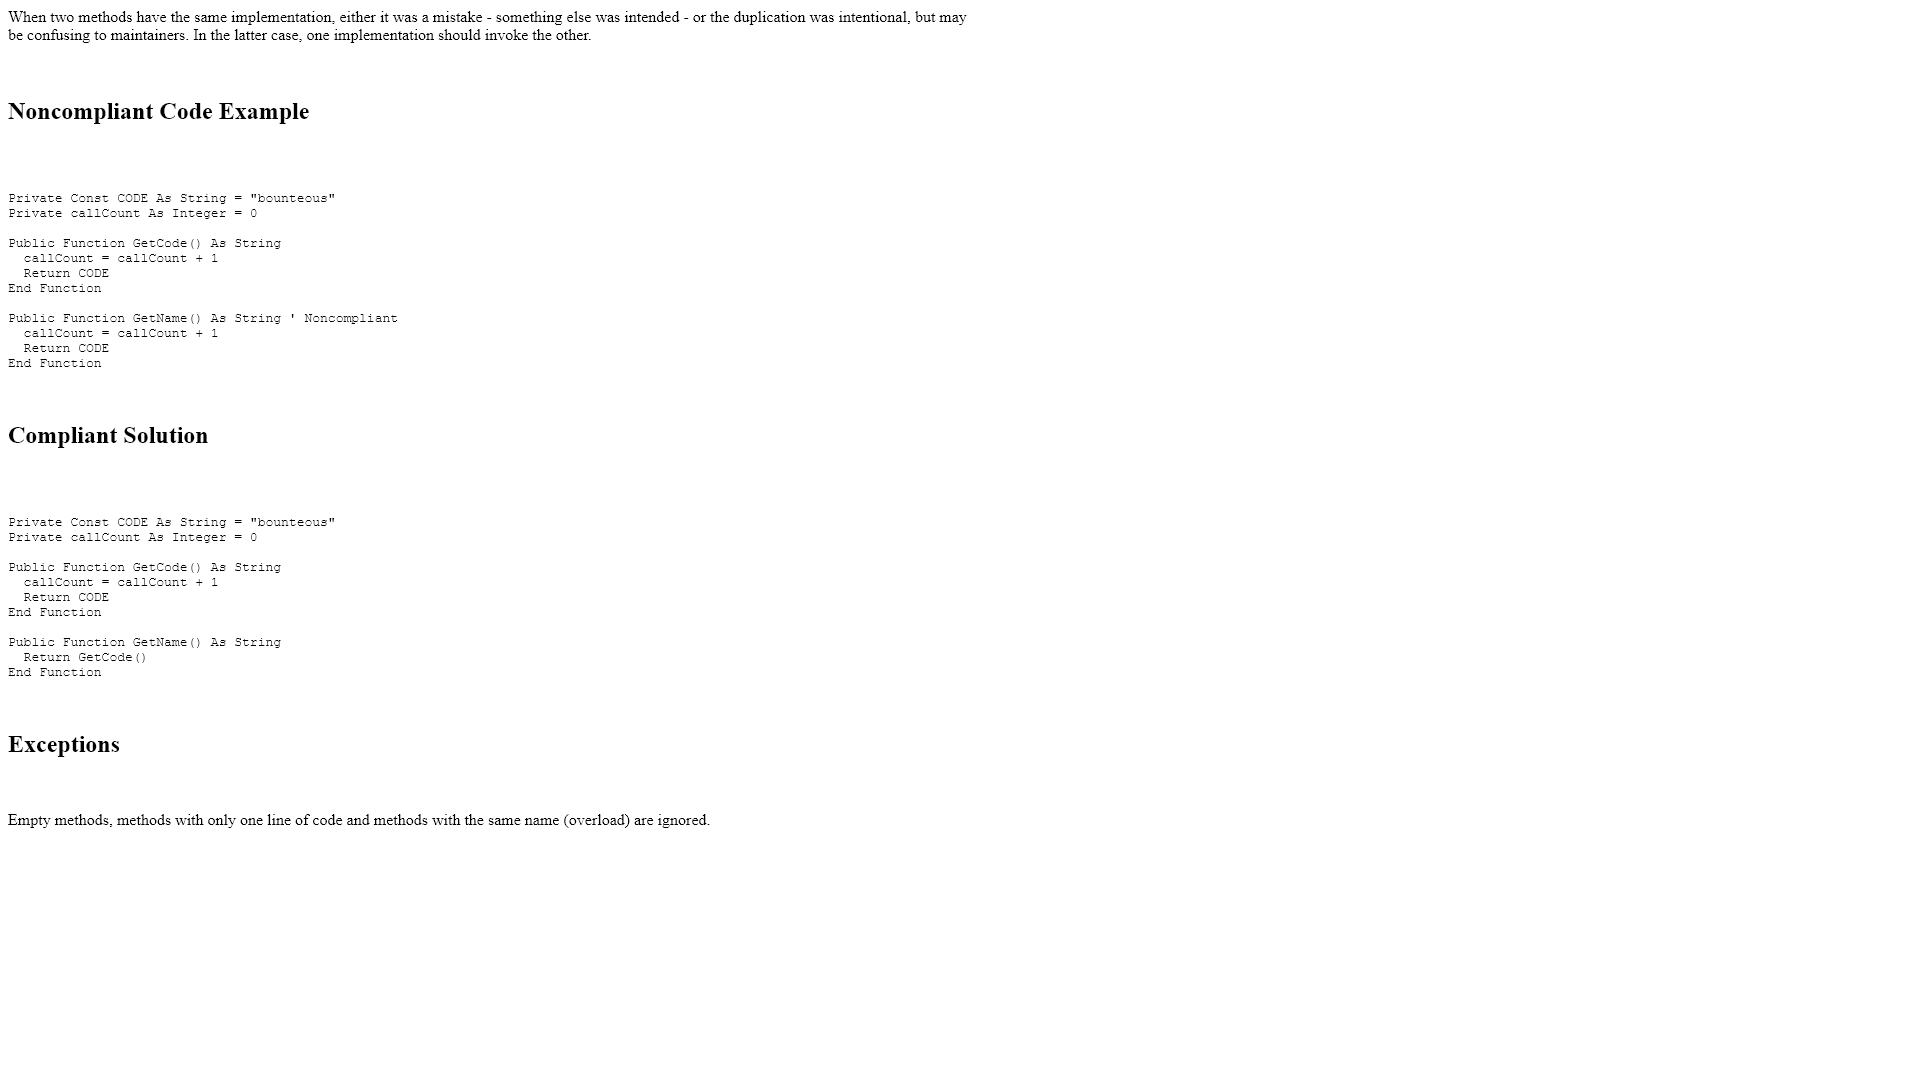 When two methods have the same implementation, either it was a mistake - something else was intended - or the duplication was intentional, but may
be confusing to maintainers. In the latter case, one implementation should invoke the other.
Noncompliant Code Example
Private Const CODE As String = "bounteous"
Private callCount As Integer = 0
Public Function GetCode() As String
  callCount = callCount + 1
  Return CODE
End Function
Public Function GetName() As String ' Noncompliant
  callCount = callCount + 1
  Return CODE
End Function
Compliant Solution
Private Const CODE As String = "bounteous"
Private callCount As Integer = 0
Public Function GetCode() As String
  callCount = callCount + 1
  Return CODE
End Function
Public Function GetName() As String
  Return GetCode()
End Function
Exceptions
Empty methods, methods with only one line of code and methods with the same name (overload) are ignored.